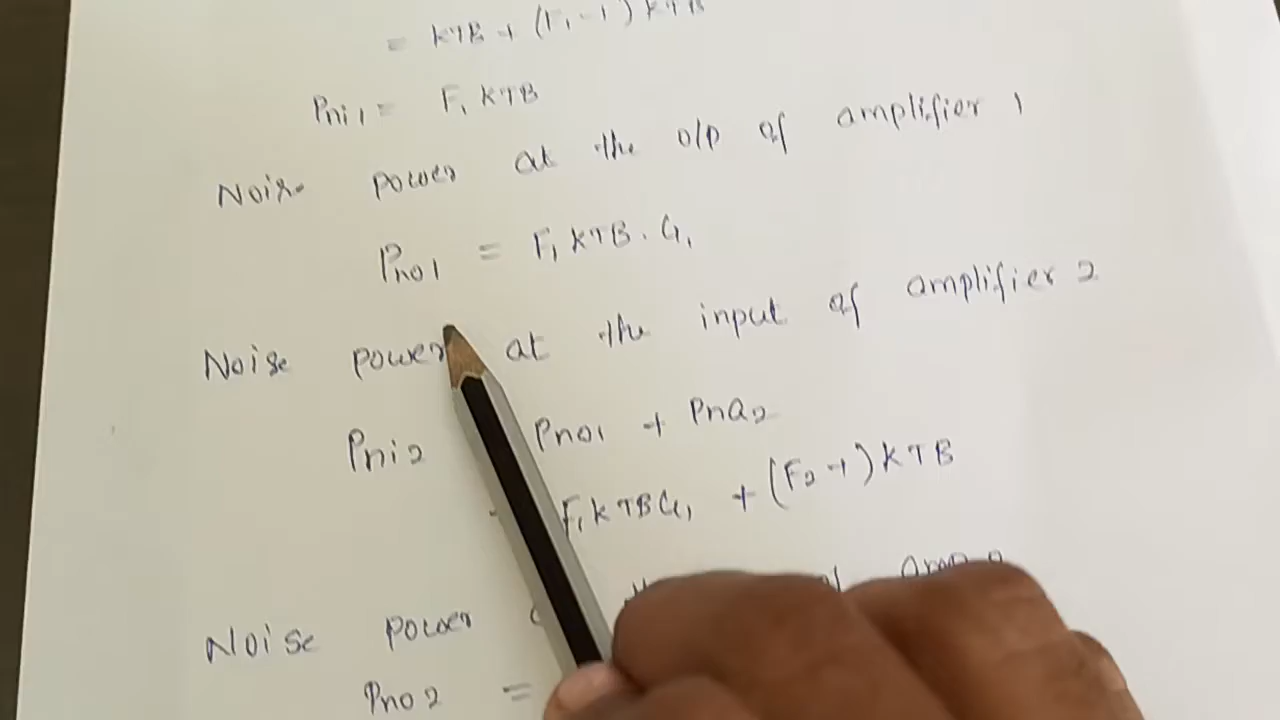 = KTB + (F1 - 1) KTB
Pni1 = F1 KTB
Noise power at the o/p of amplifier 1
Pno1 = F1 KTB . G1
Noise power at the input of amplifier 2
Pni2 Pno1 + Pna2
F1 KTBG1 + (F2 - 1) KTB
Noise power
Pno2 =